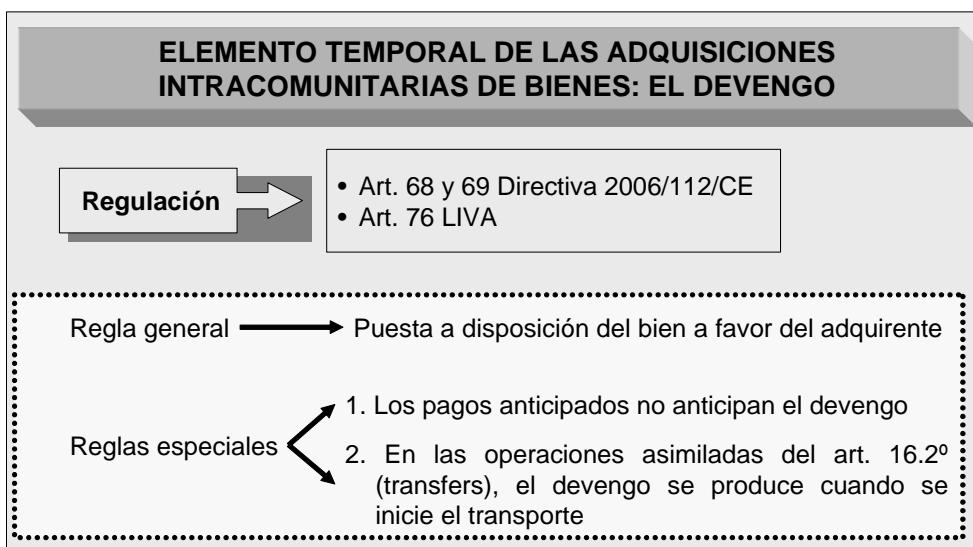 ELEMENTO TEMPORAL DE LAS ADQUISICIONES
INTRACOMUNITARIAS DE BIENES: EL DEVENGO
Regulación
• Art. 68 y 69 Directiva 2006/112/CE
• Art. 76 LIVA
Regla general
Puesta a disposición del bien a favor del adquirente
Reglas especiales
1. Los pagos anticipados no anticipan el devengo
2. En las operaciones asimiladas del art. 16.2º
(transfers), el devengo se produce cuando se
inicie el transporte